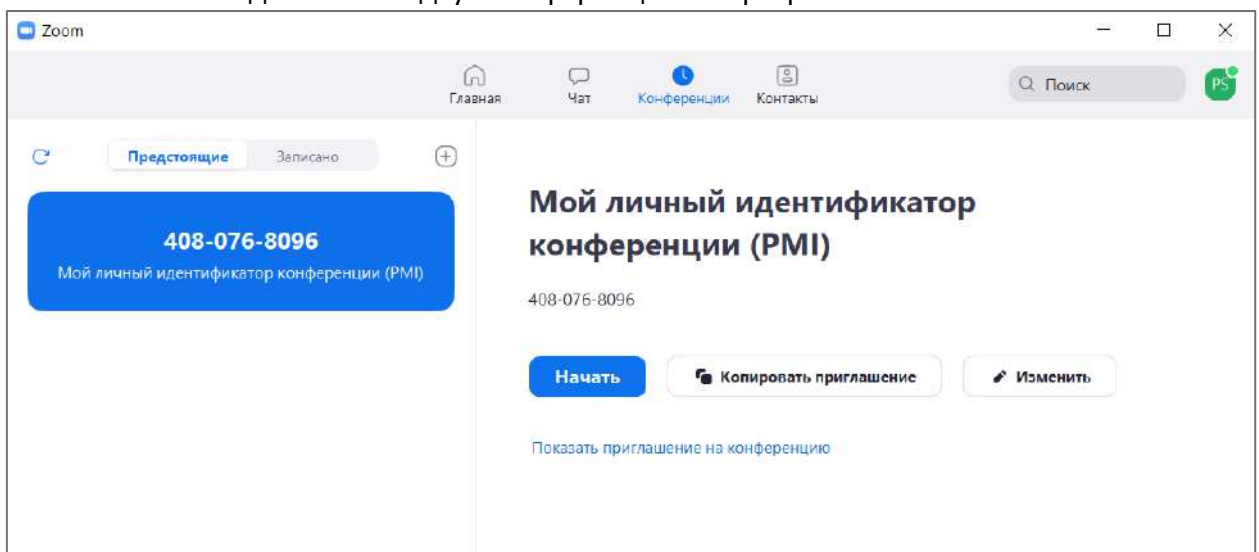 Zoom
Главная Чат Конференции Контакты
Поиск PS
Предстоящие Записано
408-076-8096
Мой личный идентификатор конференции (PMI)
Мой личный идентификатор
конференции (PMI)
408-076-8096
Начать Копировать приглашение Изменить
Показать приглашение на конференцию